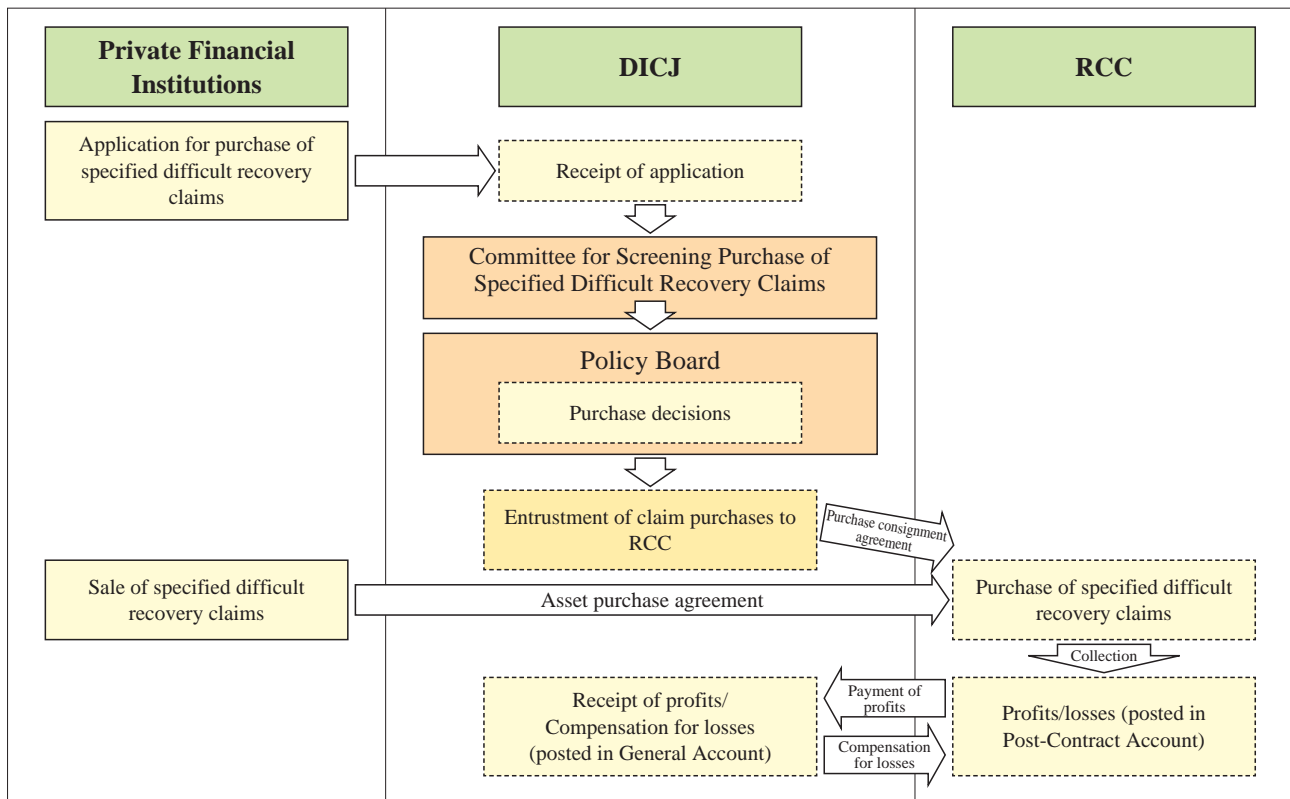 Private Financial
Institutions
DICJ
RCC
Application for purchase of
specified difficult recovery
claims
Receipt of application
Committee for Screening Purchase of
Specified Difficult Recovery Claims
Policy Board
Purchase decisions
Entrustment of claim purchases to
RCC
Purchase consignment
agreement
Sale of specified difficult
recovery claims
Asset purchase agreement
Purchase of specified difficult
recovery claims
Collection
Receipt of profits/
Compensation for losses
(posted in General Account)
Payment of
profits
Compensation
for losses
Profits/losses (posted in
Post-Contract Account)